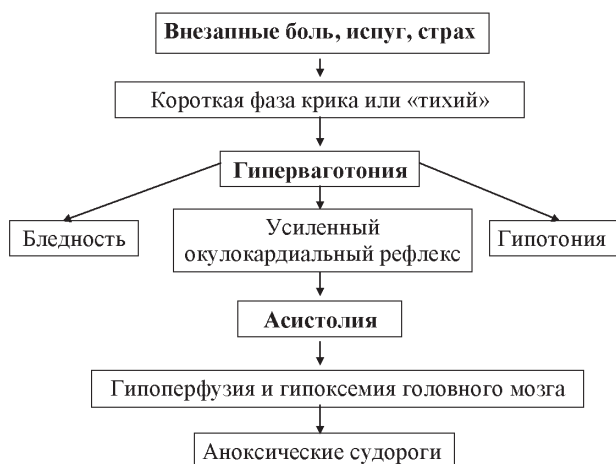 Внезапные боль, испуг, страх
Короткая фаза крика или «тихий»
Гиперваготония
Бледность
Усиленный
окулокардиальный рефлекс
Гипотония
Асистолия
Гипоперфузия и гипоксемия головного мозга
Аноксические судороги